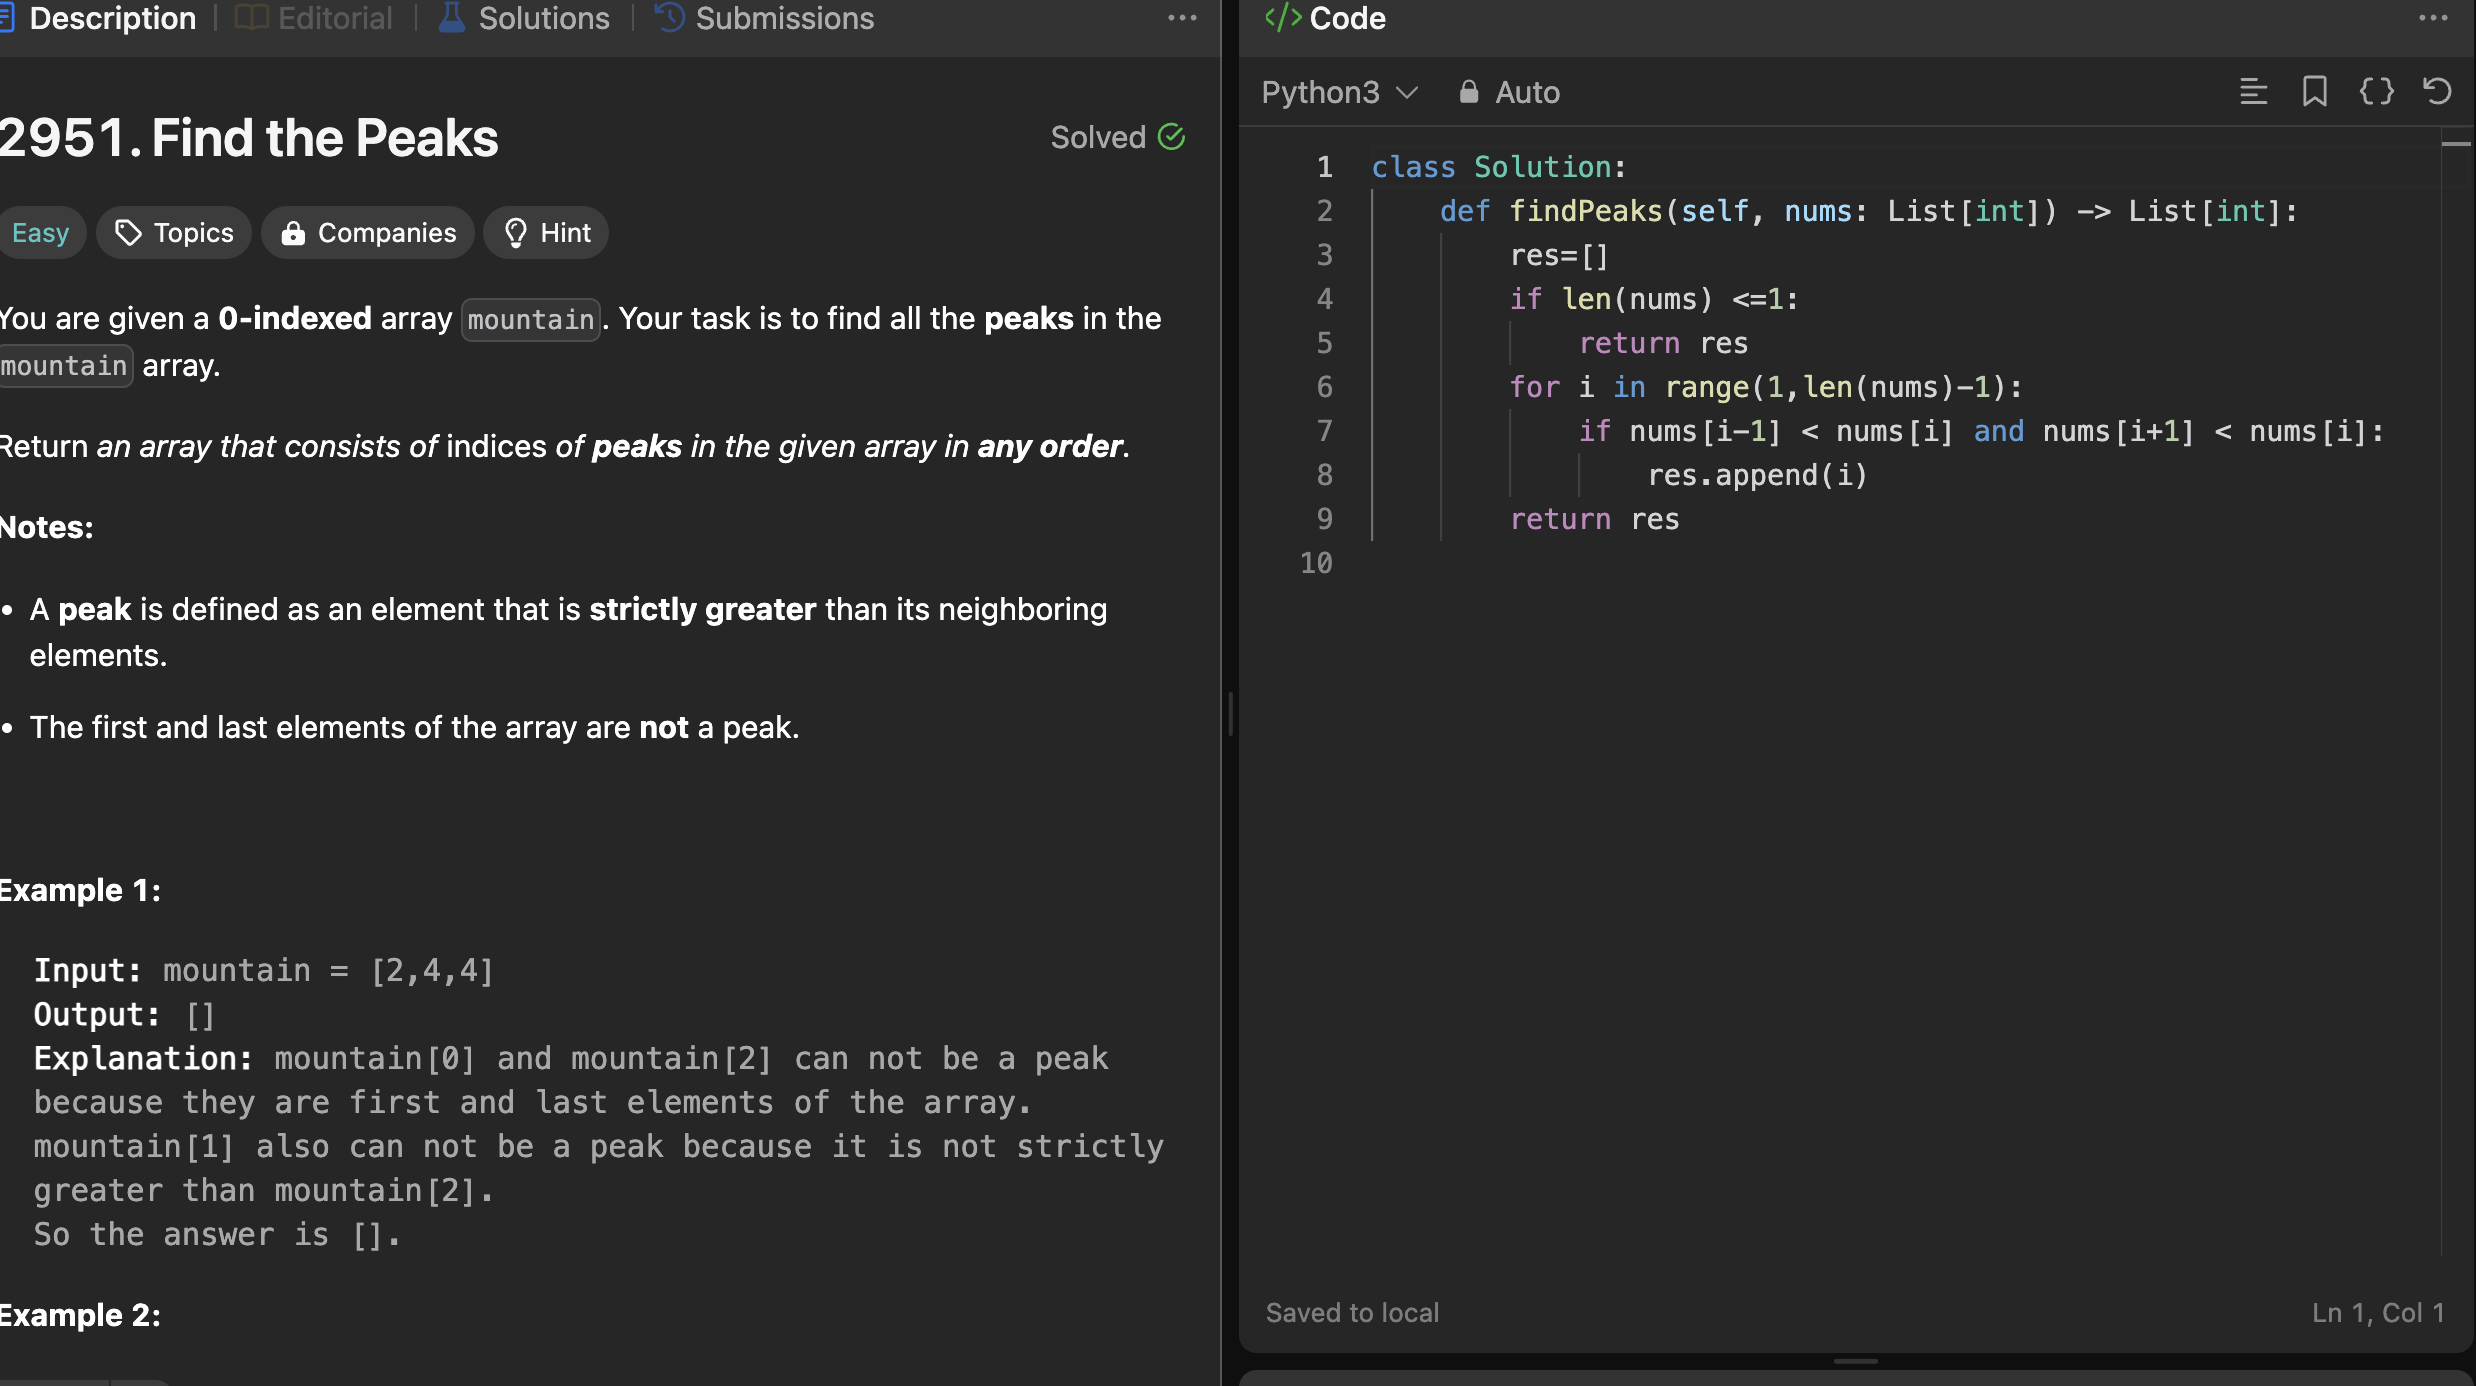 Description | Editorial | Solutions | Submissions ...
2951. Find the Peaks
Solved
Easy Topics Companies Hint
You are given a 0-indexed array mountain. Your task is to find all the peaks in the
mountain array.
Return an array that consists of indices of peaks in the given array in any order.
Notes:
• A peak is defined as an element that is strictly greater than its neighboring
elements.
• The first and last elements of the array are not a peak.
Example 1:
Input: mountain = [2,4,4]
Output: []
Explanation: mountain[0] and mountain[2] can not be a peak
because they are first and last elements of the array.
mountain[1] also can not be a peak because it is not strictly
greater than mountain[2].
So the answer is [].
Example 2:
</> Code ...
Python3 Auto {}
1 class Solution:
2     def findPeaks(self, nums: List[int]) -> List[int]:
3         res=[]
4         if len(nums) <=1:
5             return res
6         for i in range(1,len(nums)-1):
7             if nums[i-1] < nums[i] and nums[i+1] < nums[i]:
8                 res.append(i)
9         return res
10
Saved to local
Ln 1, Col 1